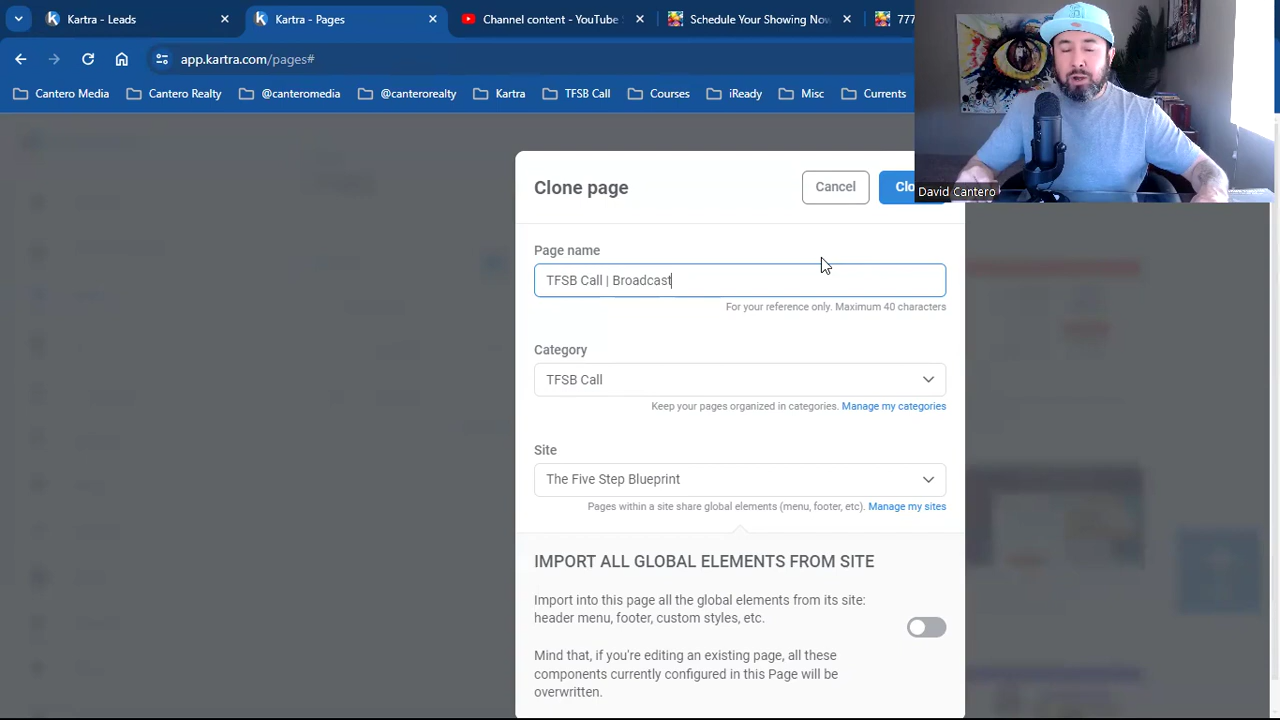 Kartra - Leads
Kartra - Pages
Channel content - YouTube S
Schedule Your Showing Now
777
app.kartra.com/pages#
Cantero Media
Cantero Realty
@canteromedia
@canterorealty
Kartra
TFSB Call
Courses
iReady
Misc
Currents
Clone page
Cancel
Clo
David Cantero
Page name
TFSB Call | Broadcast
For your reference only. Maximum 40 characters
Category
TFSB Call
Keep your pages organized in categories. Manage my categories
Site
The Five Step Blueprint
Pages within a site share global elements (menu, footer, etc). Manage my sites
IMPORT ALL GLOBAL ELEMENTS FROM SITE
Import into this page all the global elements from its site:
header menu, footer, custom styles, etc.
Mind that, if you're editing an existing page, all these
components currently configured in this Page will be
overwritten.